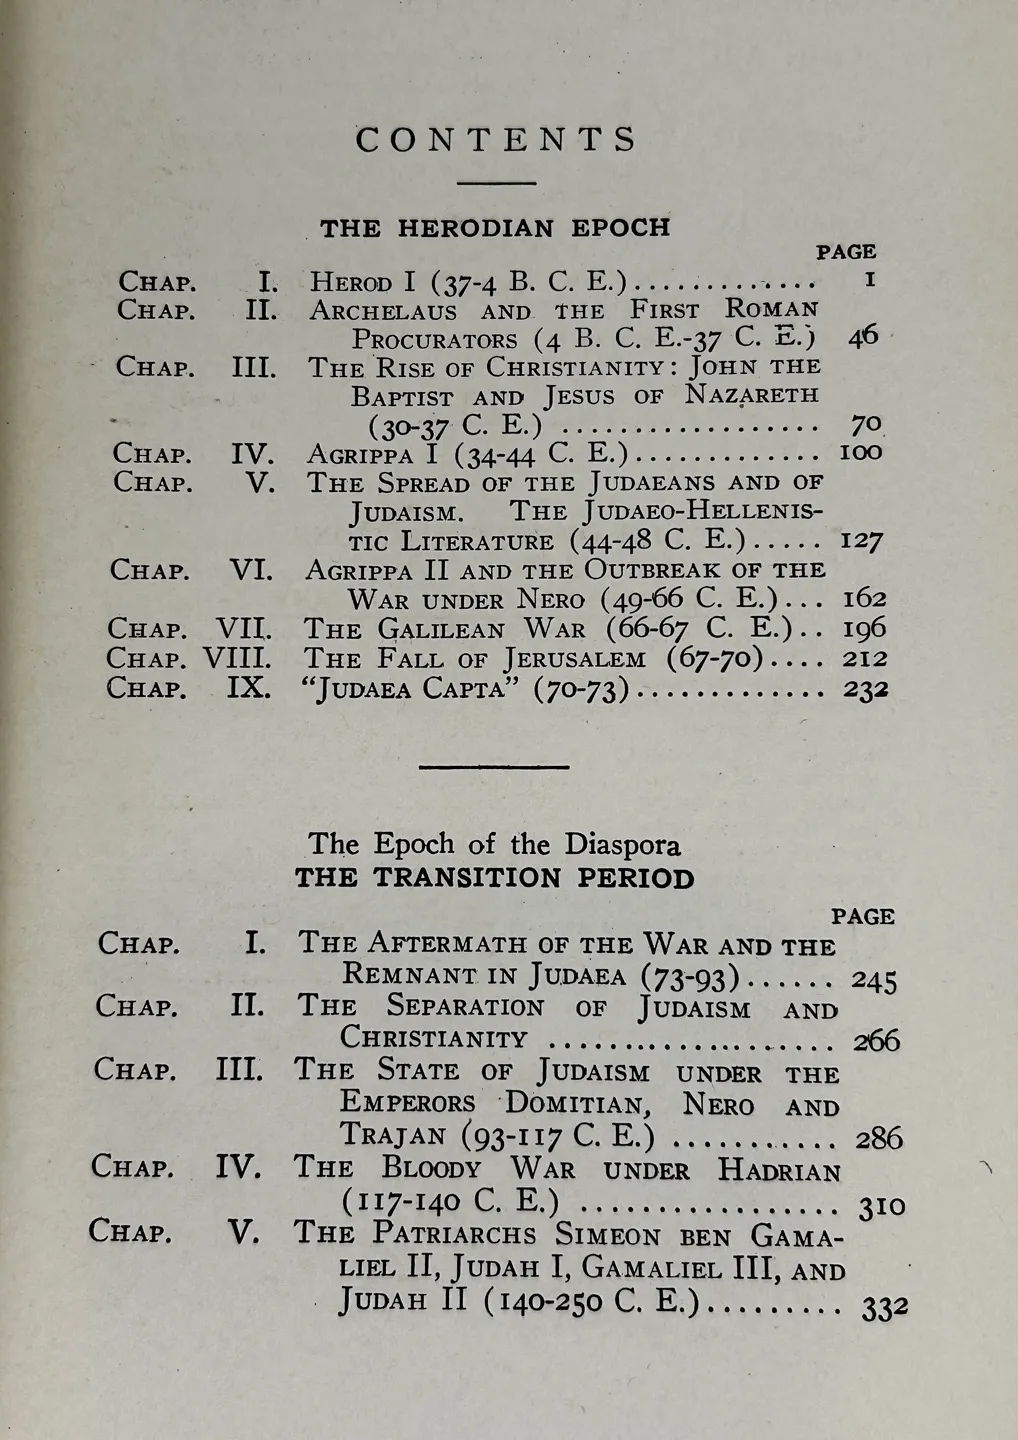 CONTENTS
THE HERODIAN EPOCH
PAGE
CHAP. I. HEROD I (37-4 B. C. E.)............. 1
CHAP. II. ARCHELAUS AND THE FIRST ROMAN
PROCURATORS (4 B. C. E.-37 C. E.) 46
CHAP. III. THE RISE OF CHRISTIANITY: JOHN THE
BAPTIST AND JESUS OF NAZARETH
(30-37 C. E.) .................. 70
CHAP. IV. AGRIPPA I (34-44 C. E.)............. 100
CHAP. V. THE SPREAD OF THE JUDAEANS AND OF
JUDAISM. THE JUDAEO-HELLENIS-
TIC LITERATURE (44-48 C. E.)..... 127
CHAP. VI. AGRIPPA II AND THE OUTBREAK OF THE
WAR UNDER NERO (49-66 C. E.)... 162
CHAP. VII. THE GALILEAN WAR (66-67 C. E.).. 196
CHAP. VIII. THE FALL OF JERUSALEM (67-70).... 212
CHAP. IX. “JUDAEA CAPTA” (70-73)............. 232
The Epoch of the Diaspora
THE TRANSITION PERIOD
PAGE
CHAP. I. THE AFTERMATH OF THE WAR AND THE
REMNANT IN JUDAEA (73-93)...... 245
CHAP. II. THE SEPARATION OF JUDAISM AND
CHRISTIANITY .................... 266
CHAP. III. THE STATE OF JUDAISM UNDER THE
EMPERORS DOMITIAN, NERO AND
TRAJAN (93-117 C. E.) ........... 286
CHAP. IV. THE BLOODY WAR UNDER HADRIAN
(117-140 C. E.) ................. 310
CHAP. V. THE PATRIARCHS SIMEON BEN GAMA-
LIEL II, JUDAH I, GAMALIEL III, AND
JUDAH II (140-250 C. E.)......... 332